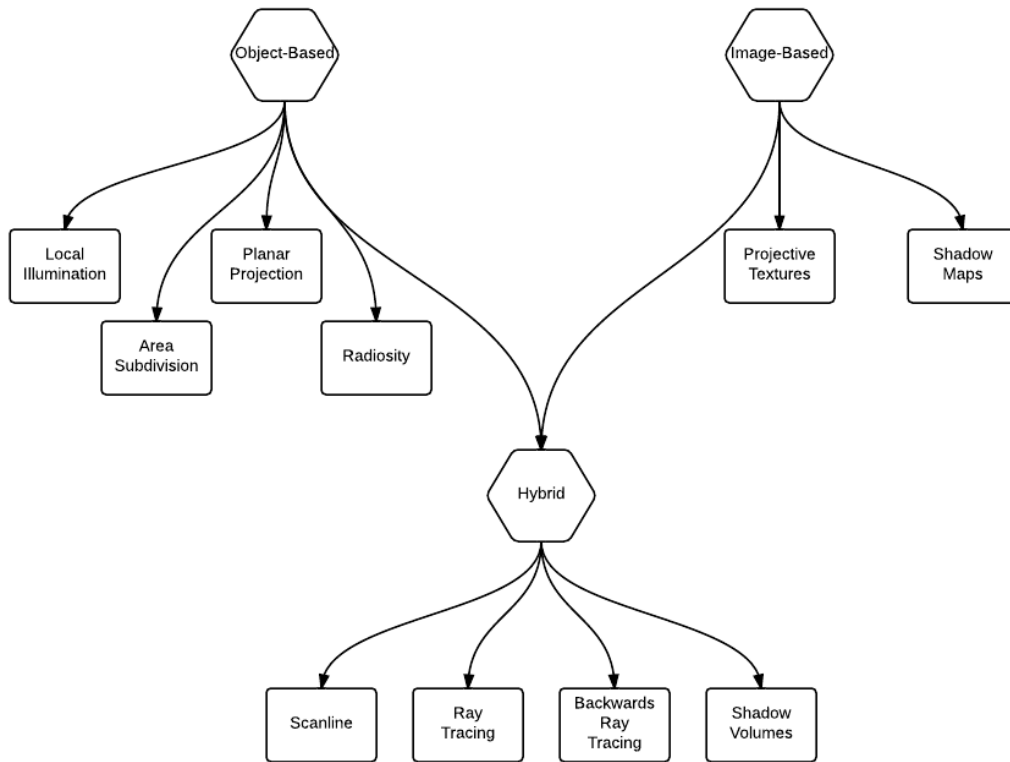 Object-Based
Image-Based
Local
Illumination
Planar
Projection
Projective
Textures
Shadow
Maps
Area
Subdivision
Radiosity
Hybrid
Scanline
Ray
Tracing
Backwards
Ray
Tracing
Shadow
Volumes